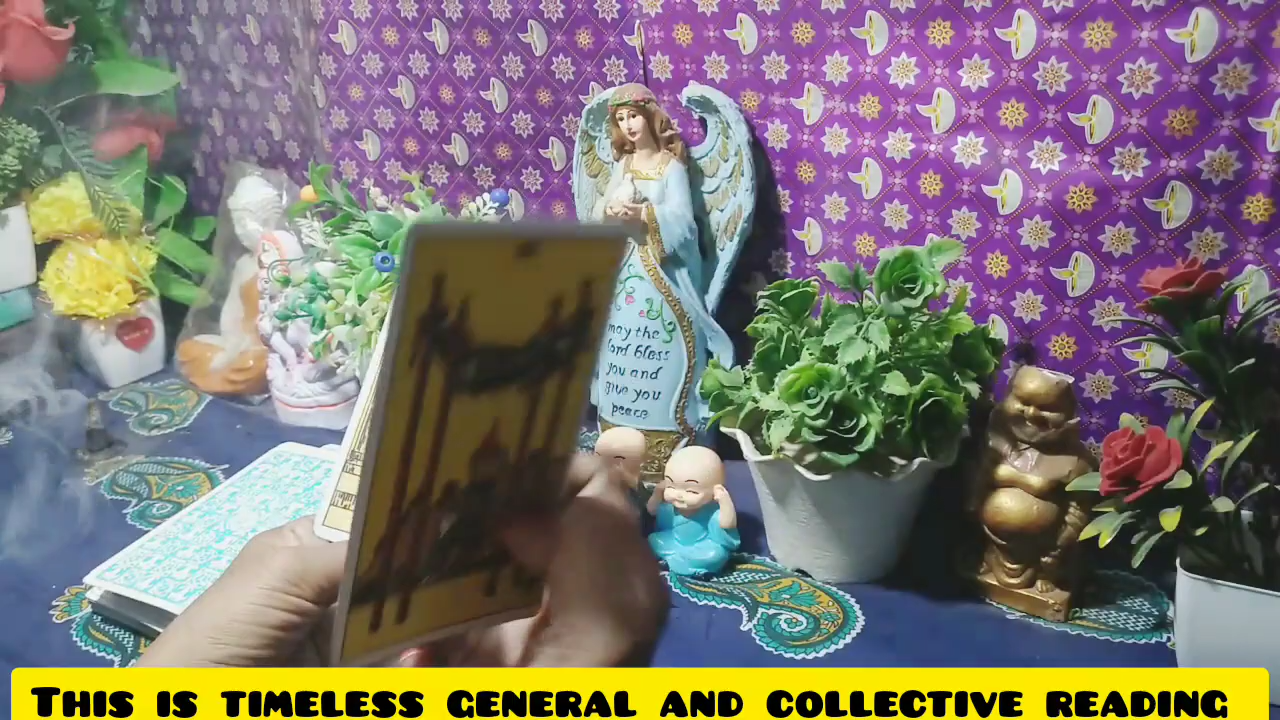 may the
lord bless
you and
give you
peace
THIS IS TIMELESS GENERAL AND COLLECTIVE READING